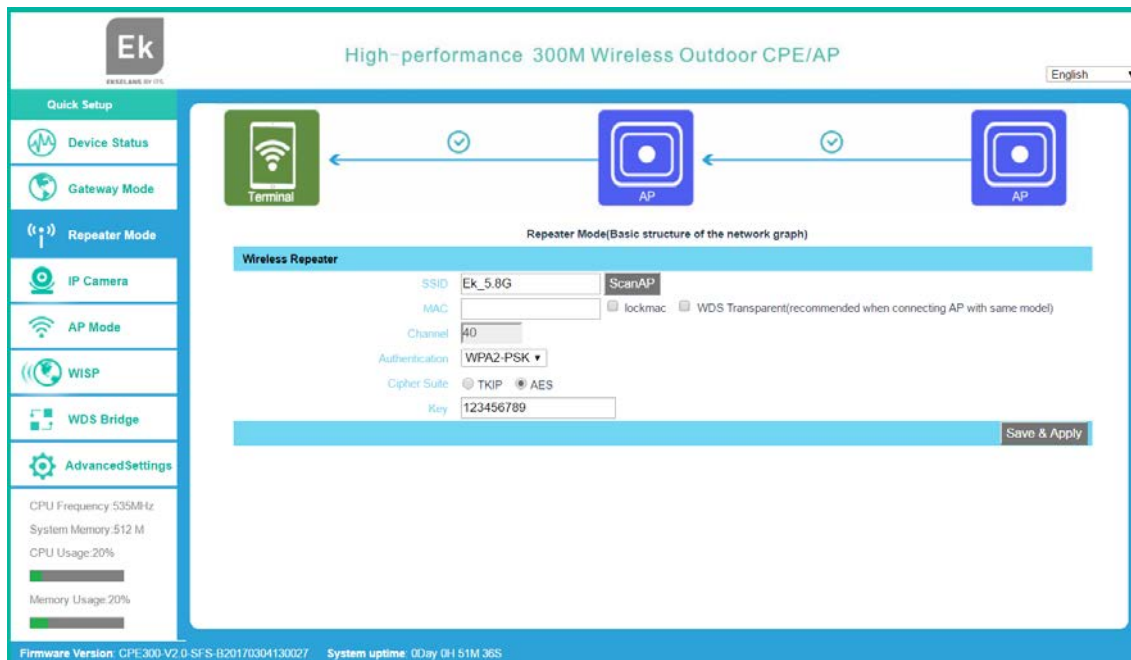 Ek
EKSELANS BY ITS
High-performance 300M Wireless Outdoor CPE/AP
English
Quick Setup
Device Status
Gateway Mode
Repeater Mode
IP Camera
AP Mode
WISP
WDS Bridge
AdvancedSettings
CPU Frequency:535MHz
System Memory:512 M
CPU Usage:20%
Memory Usage:20%
Terminal
AP
AP
Repeater Mode(Basic structure of the network graph)
Wireless Repeater
SSID Ek_5.8G ScanAP
MAC lockmac WDS Transparent(recommended when connecting AP with same model)
Channel 40
Authentication WPA2-PSK
Cipher Suite TKIP AES
Key 123456789
Save & Apply
Firmware Version: CPE300-V2.0-SFS-B20170304130027 System uptime: 0Day 0H 51M 36S